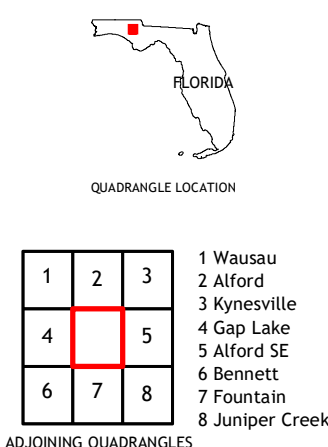 FLORIDA
QUADRANGLE LOCATION
1 2 3
4 5
6 7 8
1 Wausau
2 Alford
3 Kynesville
4 Gap Lake
5 Alford SE
6 Bennett
7 Fountain
8 Juniper Creek
ADJOINING QUADRANGLES